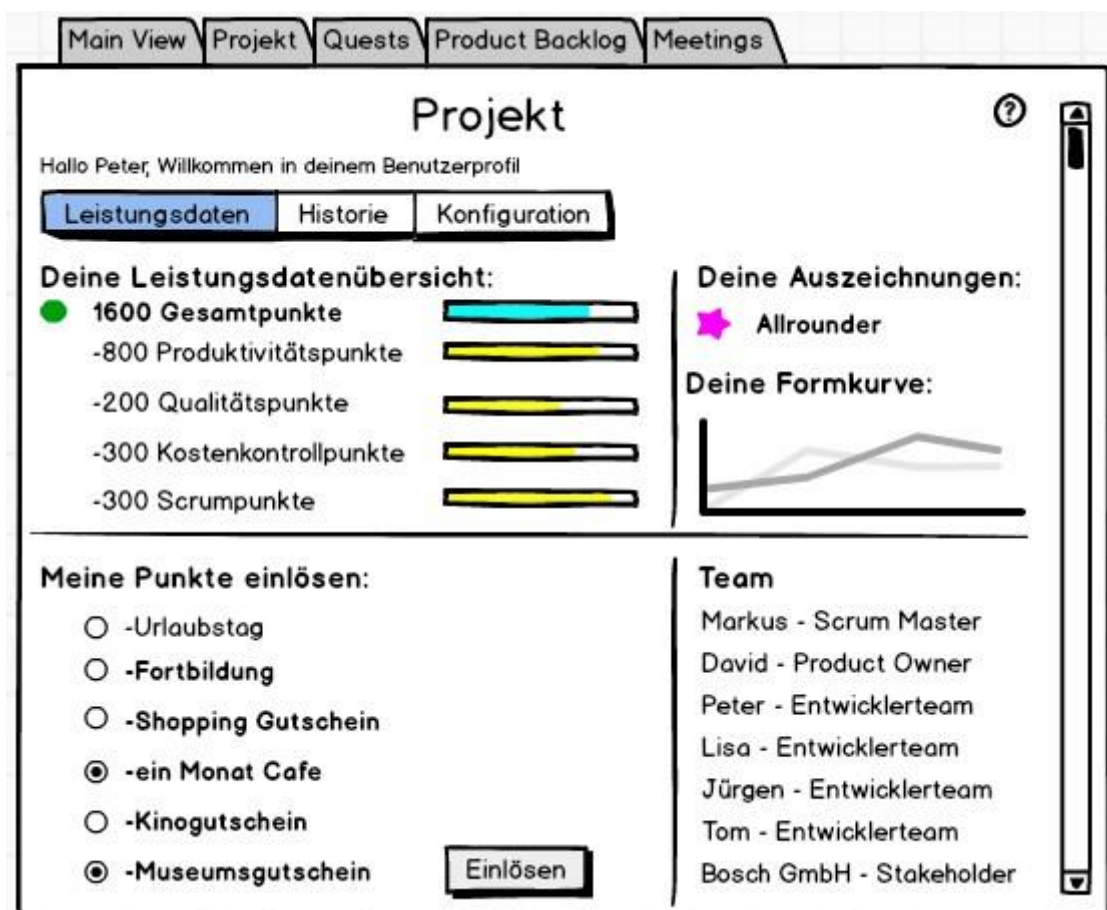 Main View Projekt Quests Product Backlog Meetings
Projekt
?
Hallo Peter, Willkommen in deinem Benutzerprofil
Leistungsdaten Historie Konfiguration
Deine Leistungsdatenübersicht:
1600 Gesamtpunkte
-800 Produktivitätspunkte
-200 Qualitätspunkte
-300 Kostenkontrollpunkte
-300 Scrumpunkte
Deine Auszeichnungen:
Allrounder
Deine Formkurve:
Meine Punkte einlösen:
-Urlaubstag
-Fortbildung
-Shopping Gutschein
-ein Monat Cafe
-Kinogutschein
-Museumsgutschein
Einlösen
Team
Markus - Scrum Master
David - Product Owner
Peter - Entwicklerteam
Lisa - Entwicklerteam
Jürgen - Entwicklerteam
Tom - Entwicklerteam
Bosch GmbH - Stakeholder